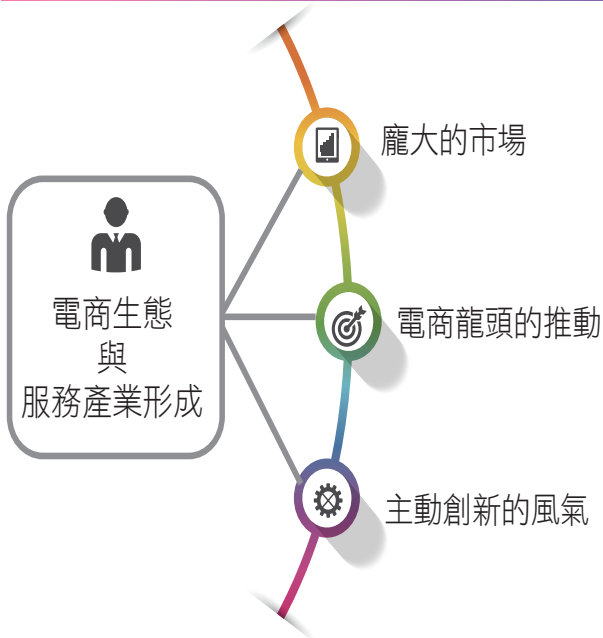 電商生態
與
服務產業形成
龐大的市場
電商龍頭的推動
主動創新的風氣